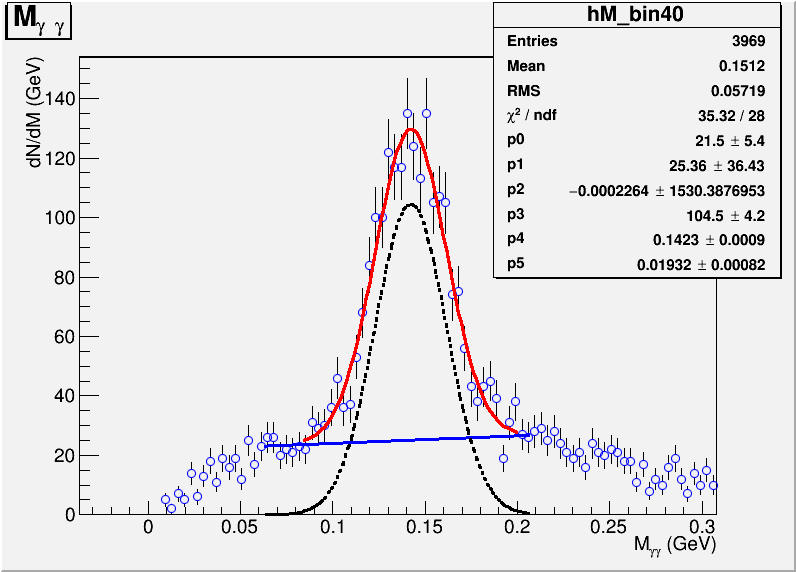 M_γγ
hM_bin40
Entries 3969
Mean 0.1512
RMS 0.05719
χ² / ndf 35.32 / 28
p0 21.5 ± 5.4
p1 25.36 ± 36.43
p2 −0.0002264 ± 1530.3876953
p3 104.5 ± 4.2
p4 0.1423 ± 0.0009
p5 0.01932 ± 0.00082
dN/dM (GeV)
140
120
100
80
60
40
20
0
0 0.05 0.1 0.15 0.2 0.25 0.3
M_γγ (GeV)